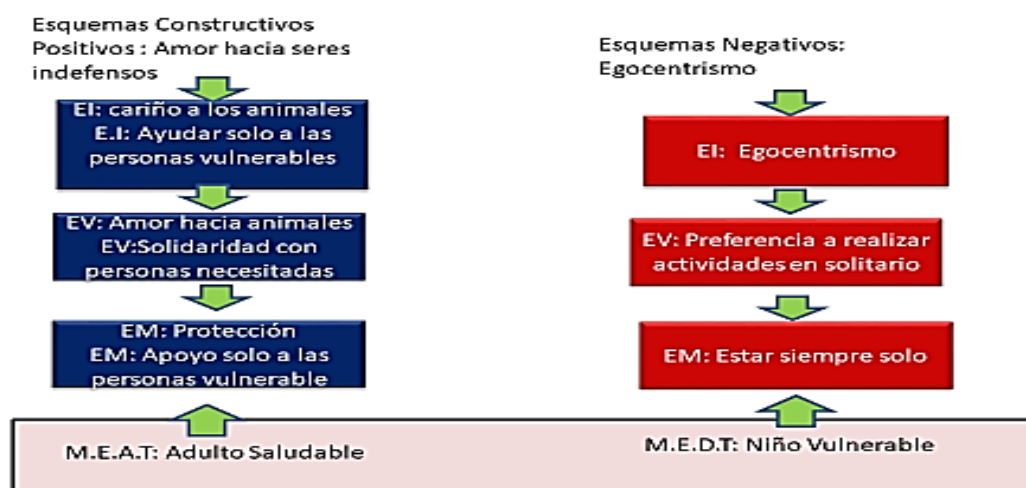 Esquemas Constructivos
Positivos : Amor hacia seres
indefensos
EI: cariño a los animales
E.I: Ayudar solo a las
personas vulnerables
EV: Amor hacia animales
EV:Solidaridad con
personas necesitadas
EM: Protección
EM: Apoyo solo a las
personas vulnerable
M.E.A.T: Adulto Saludable
Esquemas Negativos:
Egocentrismo
EI: Egocentrismo
EV: Preferencia a realizar
actividades en solitario
EM: Estar siempre solo
M.E.D.T: Niño Vulnerable